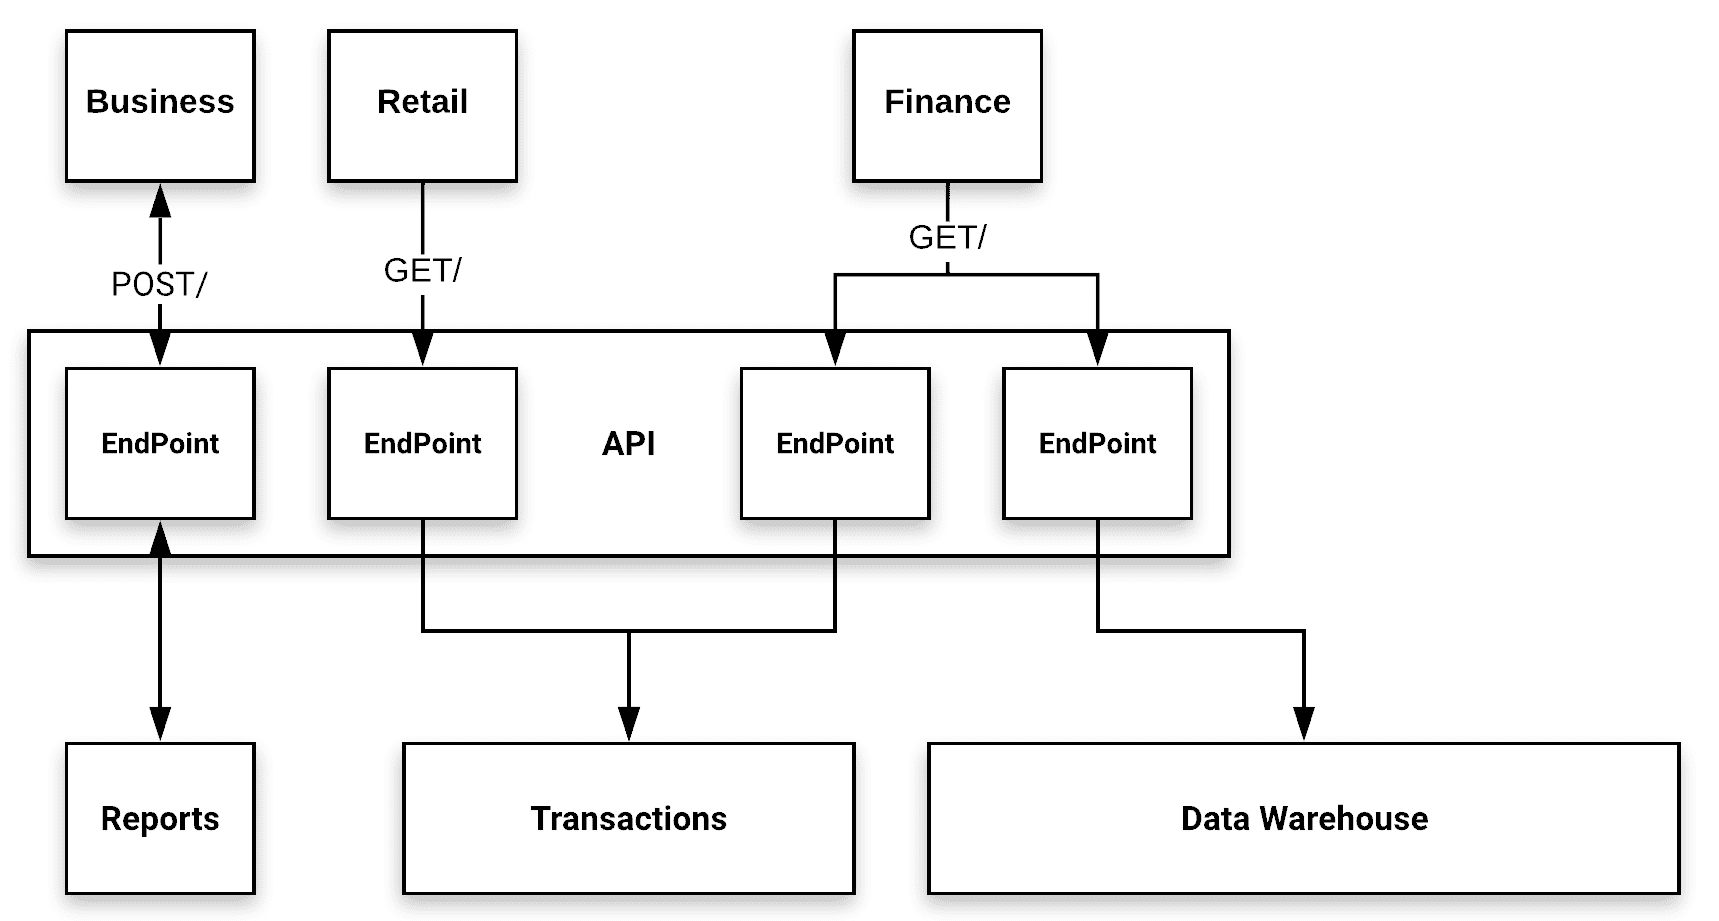 Business
Retail
Finance
POST/
GET/
GET/
EndPoint
EndPoint
API
EndPoint
EndPoint
Reports
Transactions
Data Warehouse